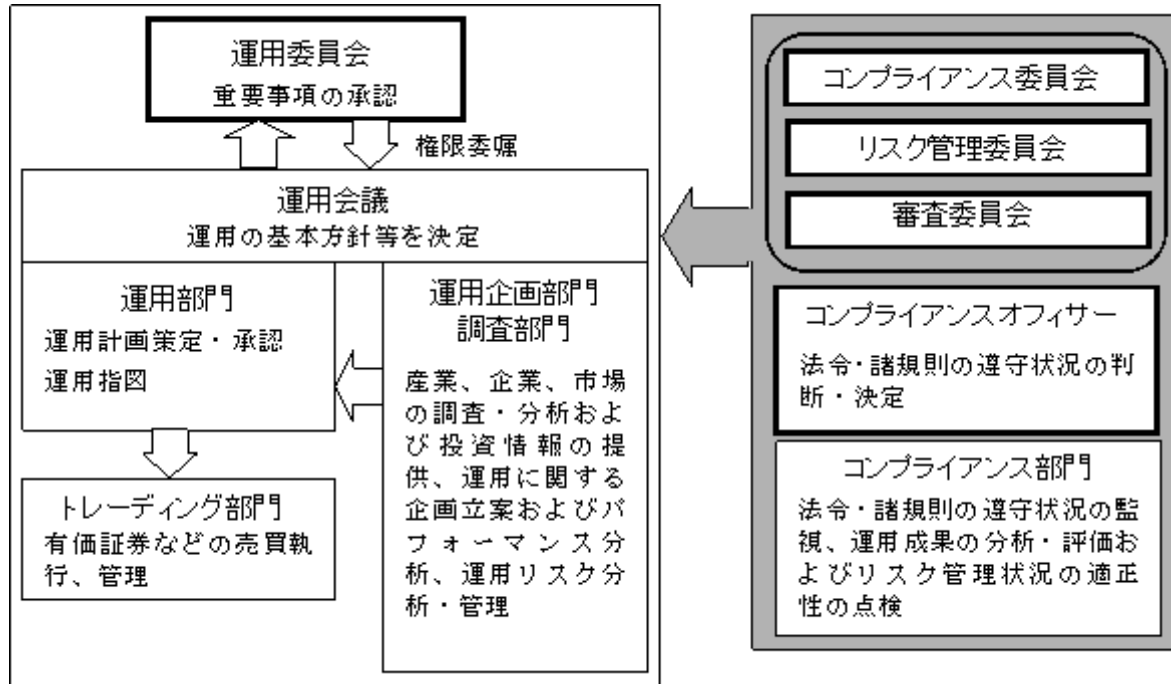 運用委員会
重要事項の承認
権限委嘱
運用会議
運用の基本方針等を決定
運用部門
運用計画策定・承認
運用指図
トレーディング部門
有価証券などの売買執
行、管理
運用企画部門
調査部門
産業、企業、市場
の調査・分析およ
び投資情報の提
供、運用に関する
企画立案およびパ
フォーマンス分
析、運用リスク分
析・管理
コンプライアンス委員会
リスク管理委員会
審査委員会
コンプライアンスオフィサー
法令・諸規則の遵守状況の判
断・決定
コンプライアンス部門
法令・諸規則の遵守状況の監
視、運用成果の分析・評価お
よびリスク管理状況の適正
性の点検